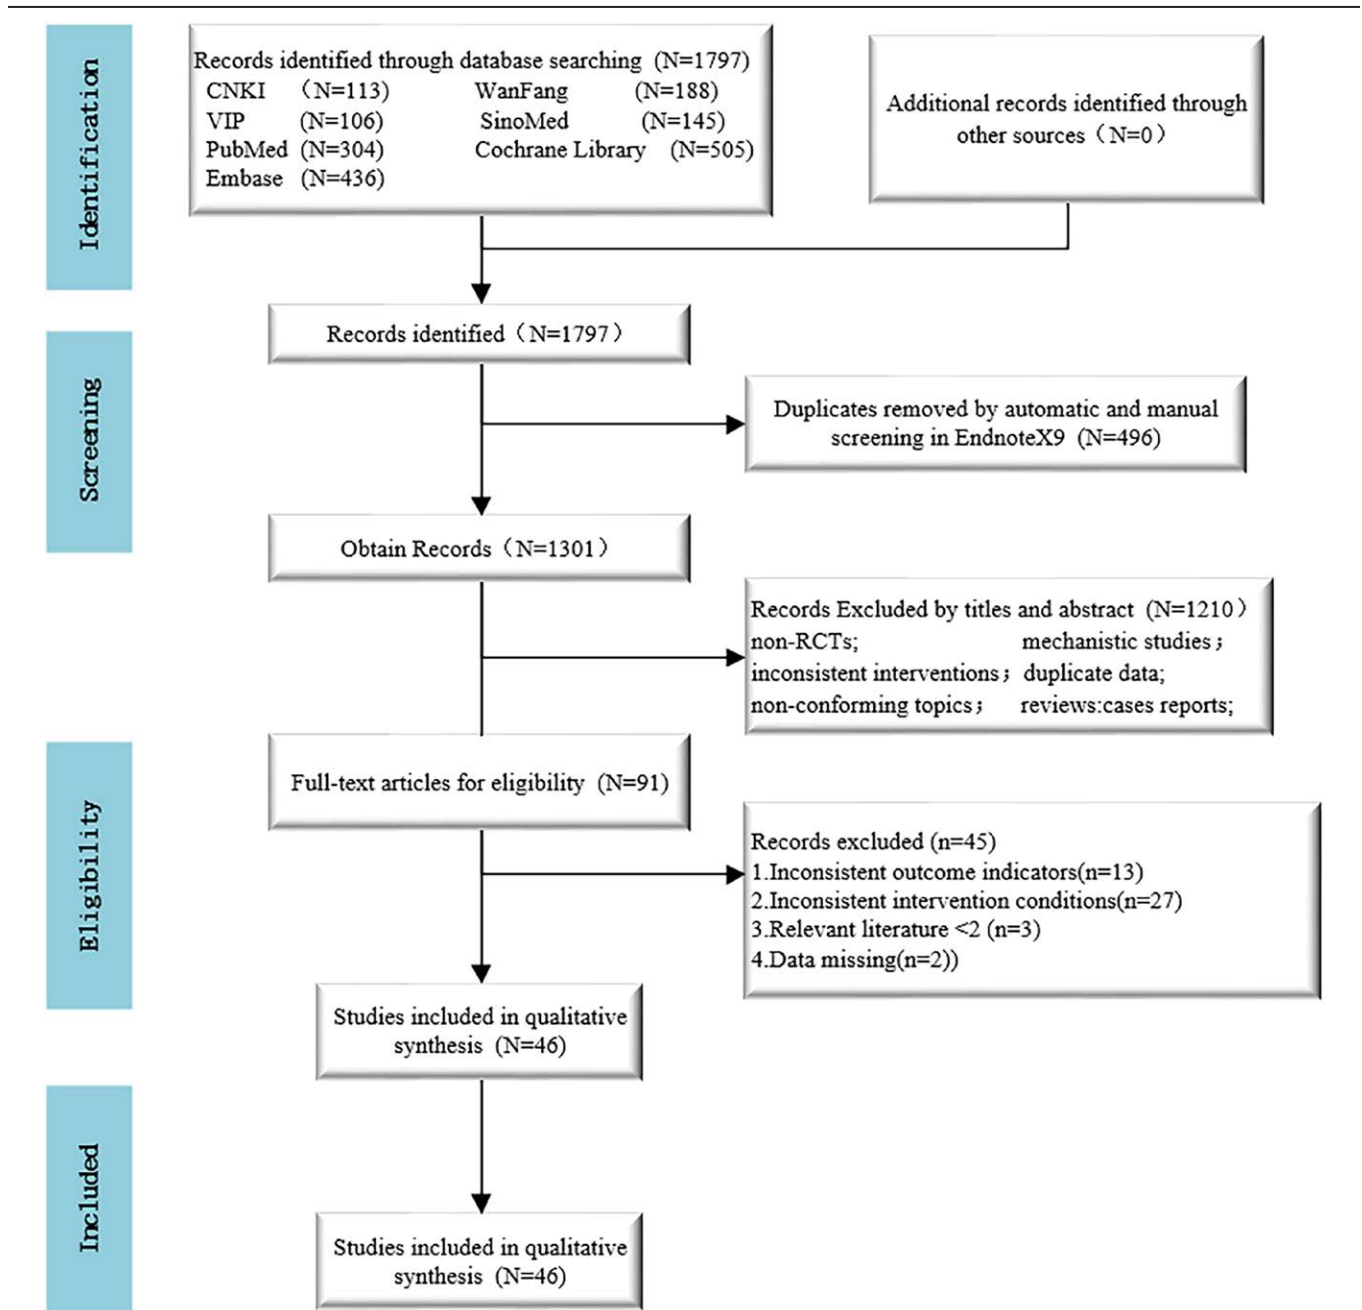 Identification
Records identified through database searching (N=1797)
CNKI （N=113) WanFang (N=188)
VIP (N=106) SinoMed (N=145)
PubMed (N=304) Cochrane Library (N=505)
Embase (N=436)
Additional records identified through
other sources（N=0）
Screening
Records identified（N=1797）
Duplicates removed by automatic and manual
screening in EndnoteX9 (N=496)
Obtain Records（N=1301）
Records Excluded by titles and abstract (N=1210）
non-RCTs; mechanistic studies；
inconsistent interventions； duplicate data;
non-conforming topics； reviews:cases reports;
Eligibility
Full-text articles for eligibility (N=91)
Records excluded (n=45)
1.Inconsistent outcome indicators(n=13)
2.Inconsistent intervention conditions(n=27)
3.Relevant literature <2 (n=3)
4.Data missing(n=2))
Studies included in qualitative
synthesis (N=46)
Included
Studies included in qualitative
synthesis (N=46)